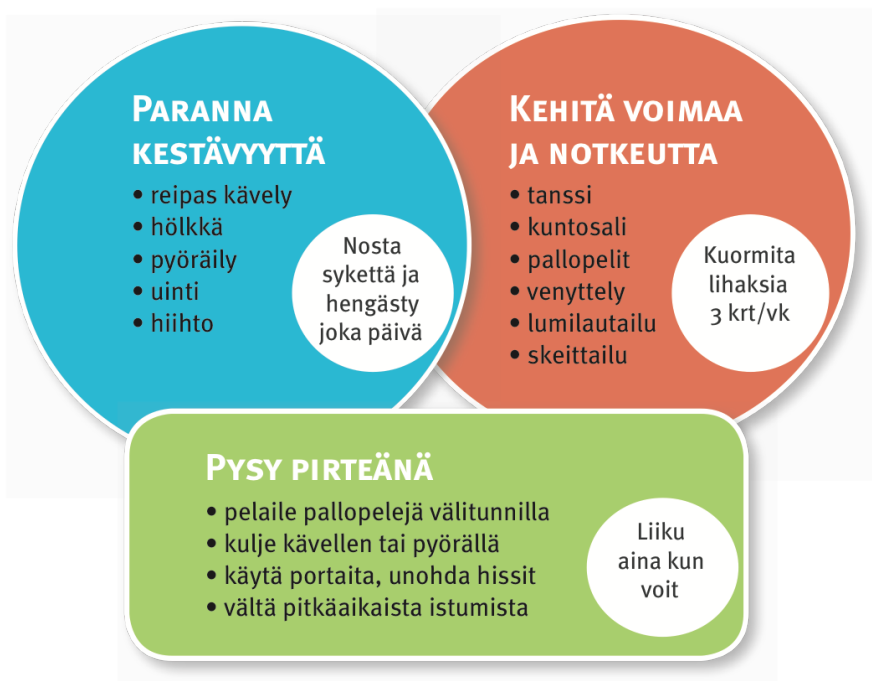 PARANNA
KESTÄVYYTTÄ
• reipas kävely
• hölkkä
• pyöräily
• uinti
• hiihto
Nosta
sykettä ja
hengästy
joka päivä
KEHITÄ VOIMAA
JA NOTKEUTTA
• tanssi
• kuntosali
• pallopelit
• venyttely
• lumilautailu
• skeittailu
Kuormita
lihaksia
3 krt/vk
PYSY PIRTEÄNÄ
• pelaile pallopelejä välitunnilla
• kulje kävellen tai pyörällä
• käytä portaita, unohda hissit
• vältä pitkäaikaista istumista
Liiku
aina kun
voit